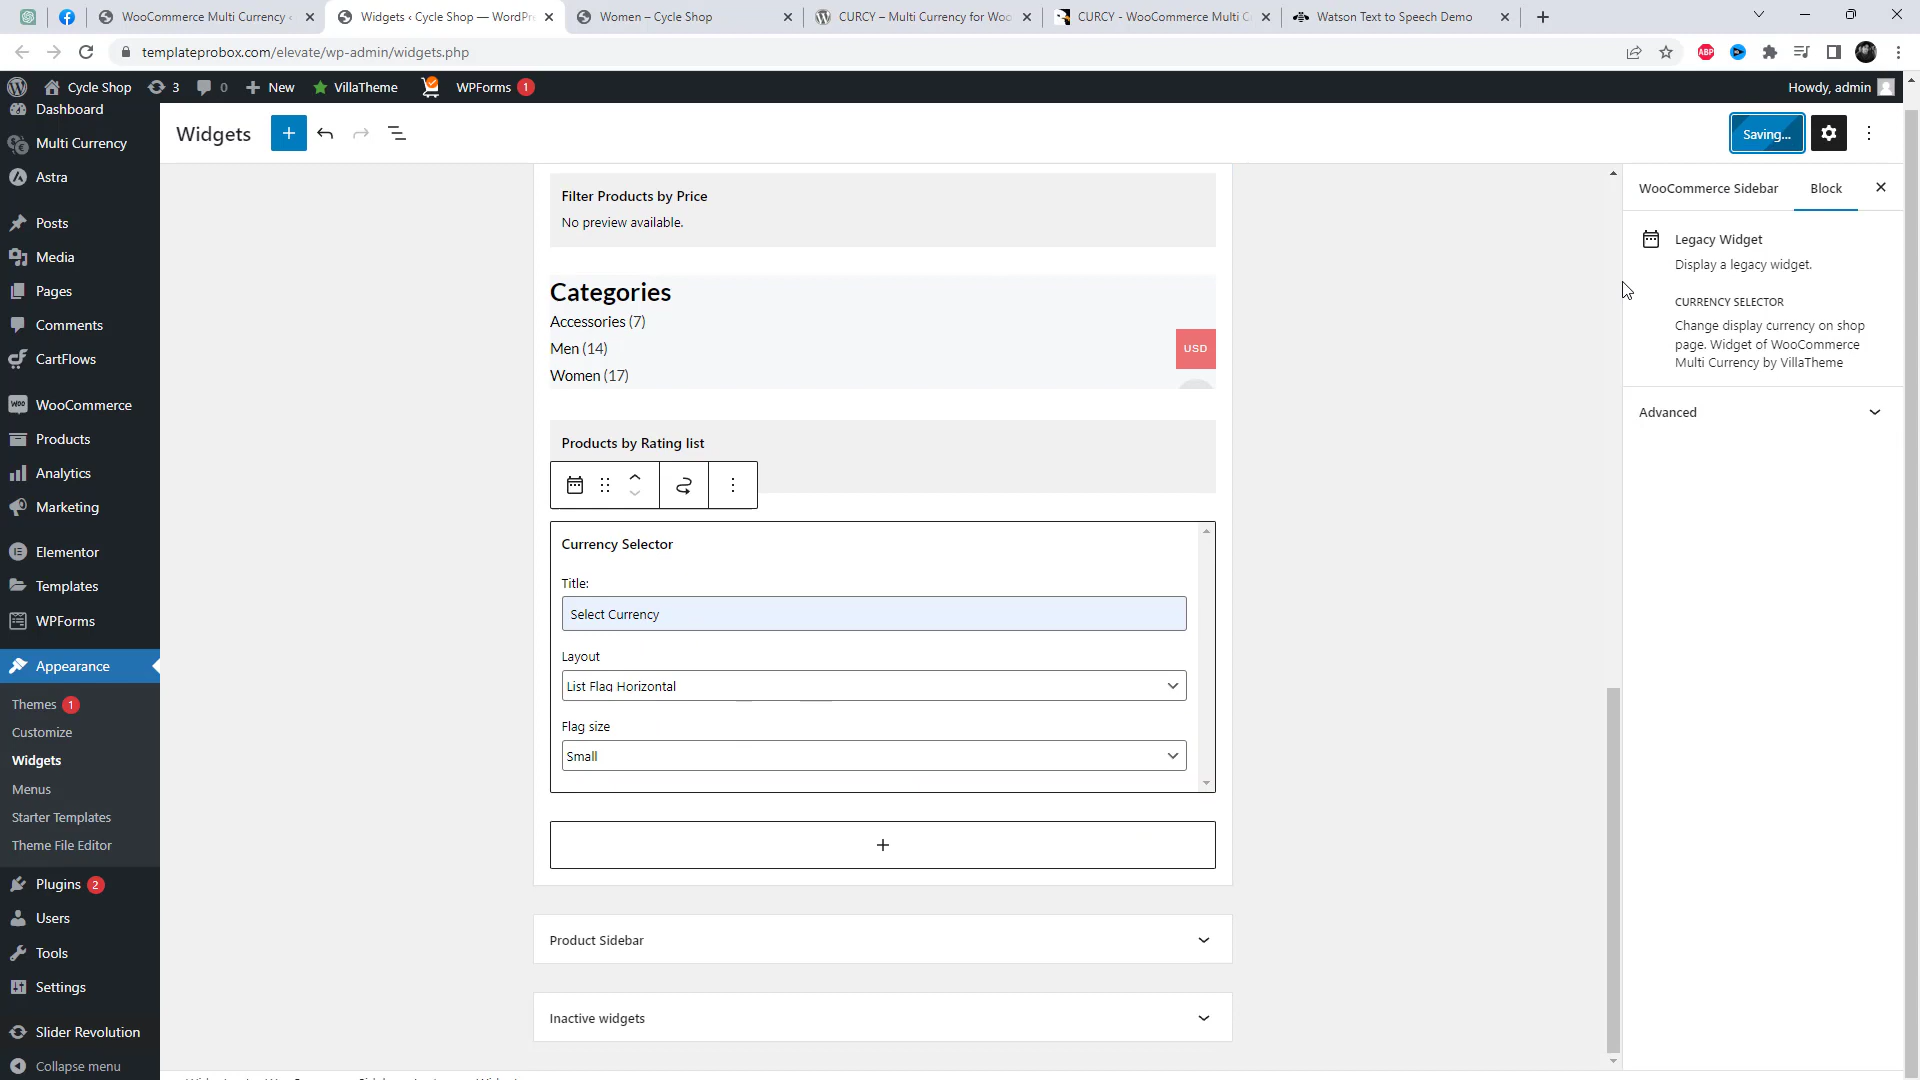 WooCommerce Multi Currency ‹
Widgets ‹ Cycle Shop — WordPre
Women – Cycle Shop
CURCY – Multi Currency for Woo
CURCY - WooCommerce Multi C
Watson Text to Speech Demo
templateprobox.com/elevate/wp-admin/widgets.php
ABP
Cycle Shop
3
0
New
VillaTheme
WPForms
1
Howdy, admin
Dashboard
Multi Currency
Astra
Posts
Media
Pages
Comments
CartFlows
WooCommerce
Products
Analytics
Marketing
Elementor
Templates
WPForms
Appearance
Themes 1
Customize
Widgets
Menus
Starter Templates
Theme File Editor
Plugins 2
Users
Tools
Settings
Slider Revolution
Collapse menu
Widgets
Saving...
Filter Products by Price
No preview available.
Categories
Accessories (7)
Men (14)
Women (17)
USD
Products by Rating list
Currency Selector
Title:
Select Currency
Layout
List Flag Horizontal
Flag size
Small
Product Sidebar
Inactive widgets
WooCommerce Sidebar
Block
Legacy Widget
Display a legacy widget.
CURRENCY SELECTOR
Change display currency on shop
page. Widget of WooCommerce
Multi Currency by VillaTheme
Advanced